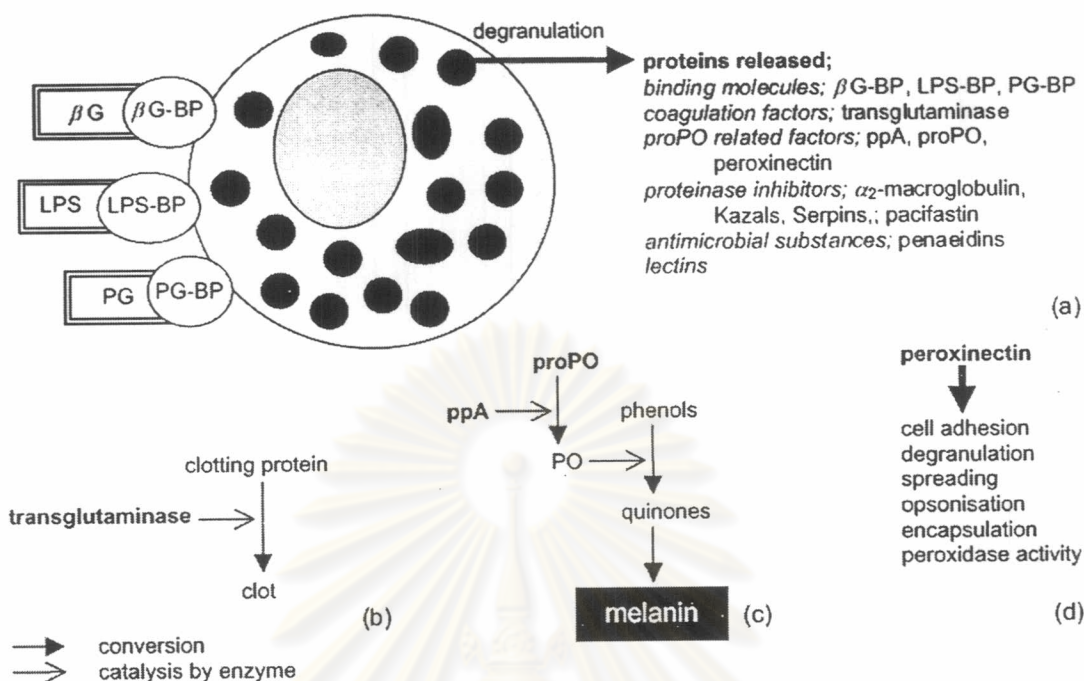 degranulation
proteins released;
binding molecules; βG-BP, LPS-BP, PG-BP
coagulation factors; transglutaminase
proPO related factors; ppA, proPO,
peroxinectin
proteinase inhibitors; α2-macroglobulin,
Kazals, Serpins,; pacifastin
antimicrobial substances; penaeidins
lectins
βG βG-BP
LPS LPS-BP
PG PG-BP
(a)
clotting protein
transglutaminase
clot
(b)
proPO
ppA
phenols
PO
quinones
melanin
(c)
peroxinectin
cell adhesion
degranulation
spreading
opsonisation
encapsulation
peroxidase activity
(d)
conversion
catalysis by enzyme